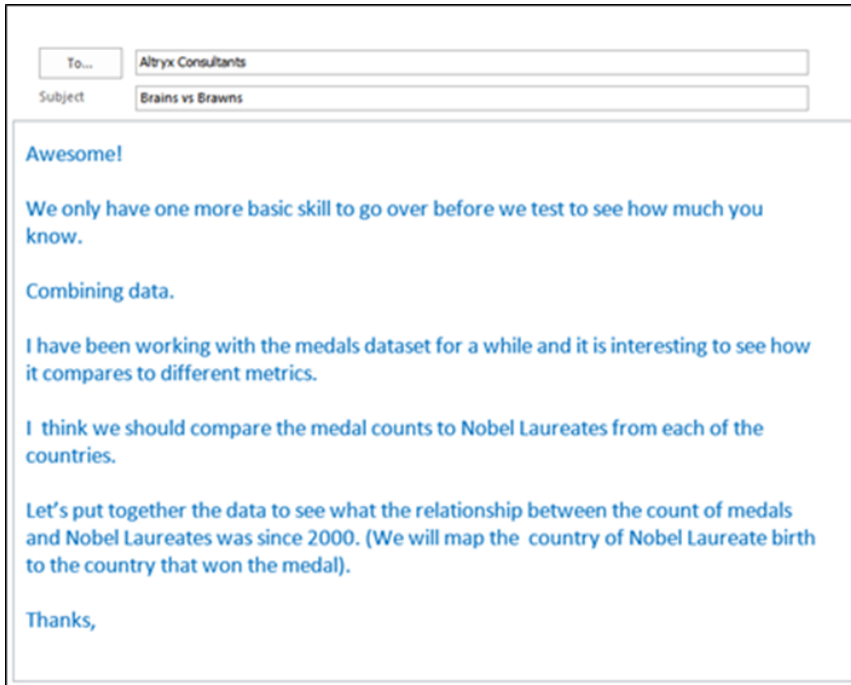 To...
Altryx Consultants
Subject
Brains vs Brawns
Awesome!
We only have one more basic skill to go over before we test to see how much you
know.
Combining data.
I have been working with the medals dataset for a while and it is interesting to see how
it compares to different metrics.
I think we should compare the medal counts to Nobel Laureates from each of the
countries.
Let's put together the data to see what the relationship between the count of medals
and Nobel Laureates was since 2000. (We will map the country of Nobel Laureate birth
to the country that won the medal).
Thanks,